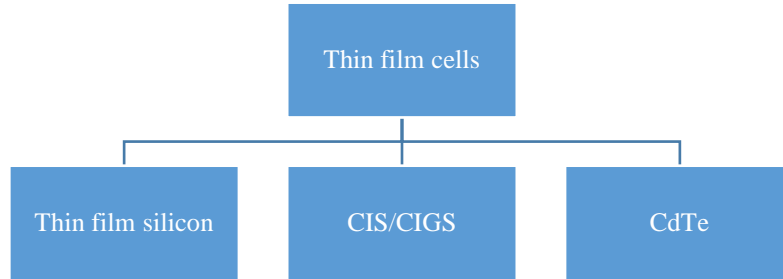 Thin film cells
Thin film silicon
CIS/CIGS
CdTe